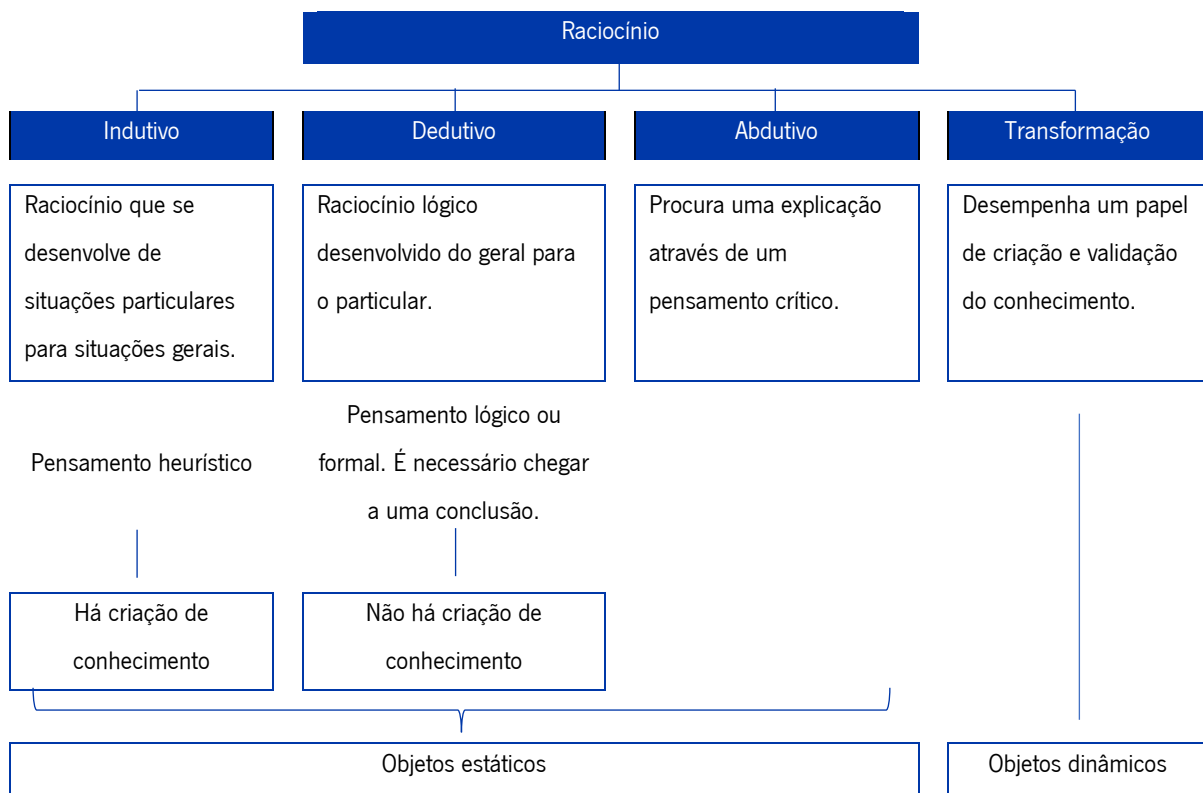 Raciocínio
Indutivo
Dedutivo
Abdutivo
Transformação
Raciocínio que se
desenvolve de
situações particulares
para situações gerais.
Raciocínio lógico
desenvolvido do geral para
o particular.
Procura uma explicação
através de um
pensamento crítico.
Desempenha um papel
de criação e validação
do conhecimento.
Pensamento heurístico
Pensamento lógico ou
formal. É necessário chegar
a uma conclusão.
Há criação de
conhecimento
Não há criação de
conhecimento
Objetos estáticos
Objetos dinâmicos